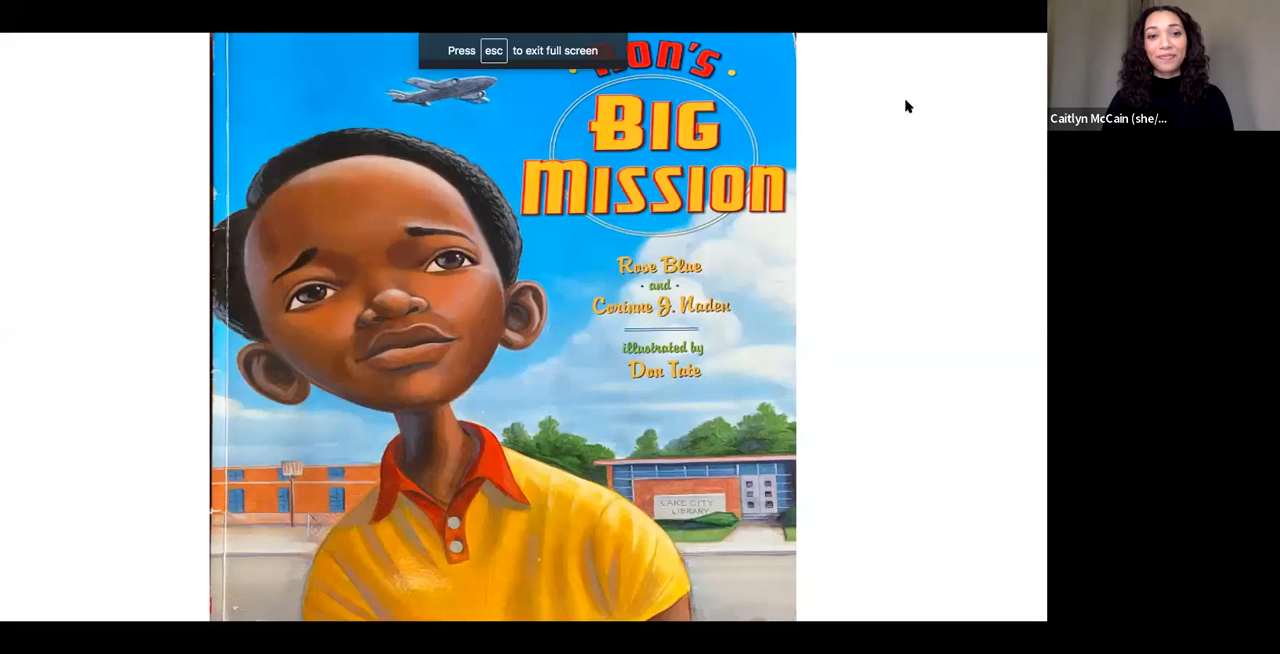 Press esc to exit full screen
Ron's
BIG
MISSION
Rose Blue
· and ·
Corinne J. Naden
illustrated by
Don Tate
LAKE CITY
LIBRARY
Caitlyn McCain (she/...